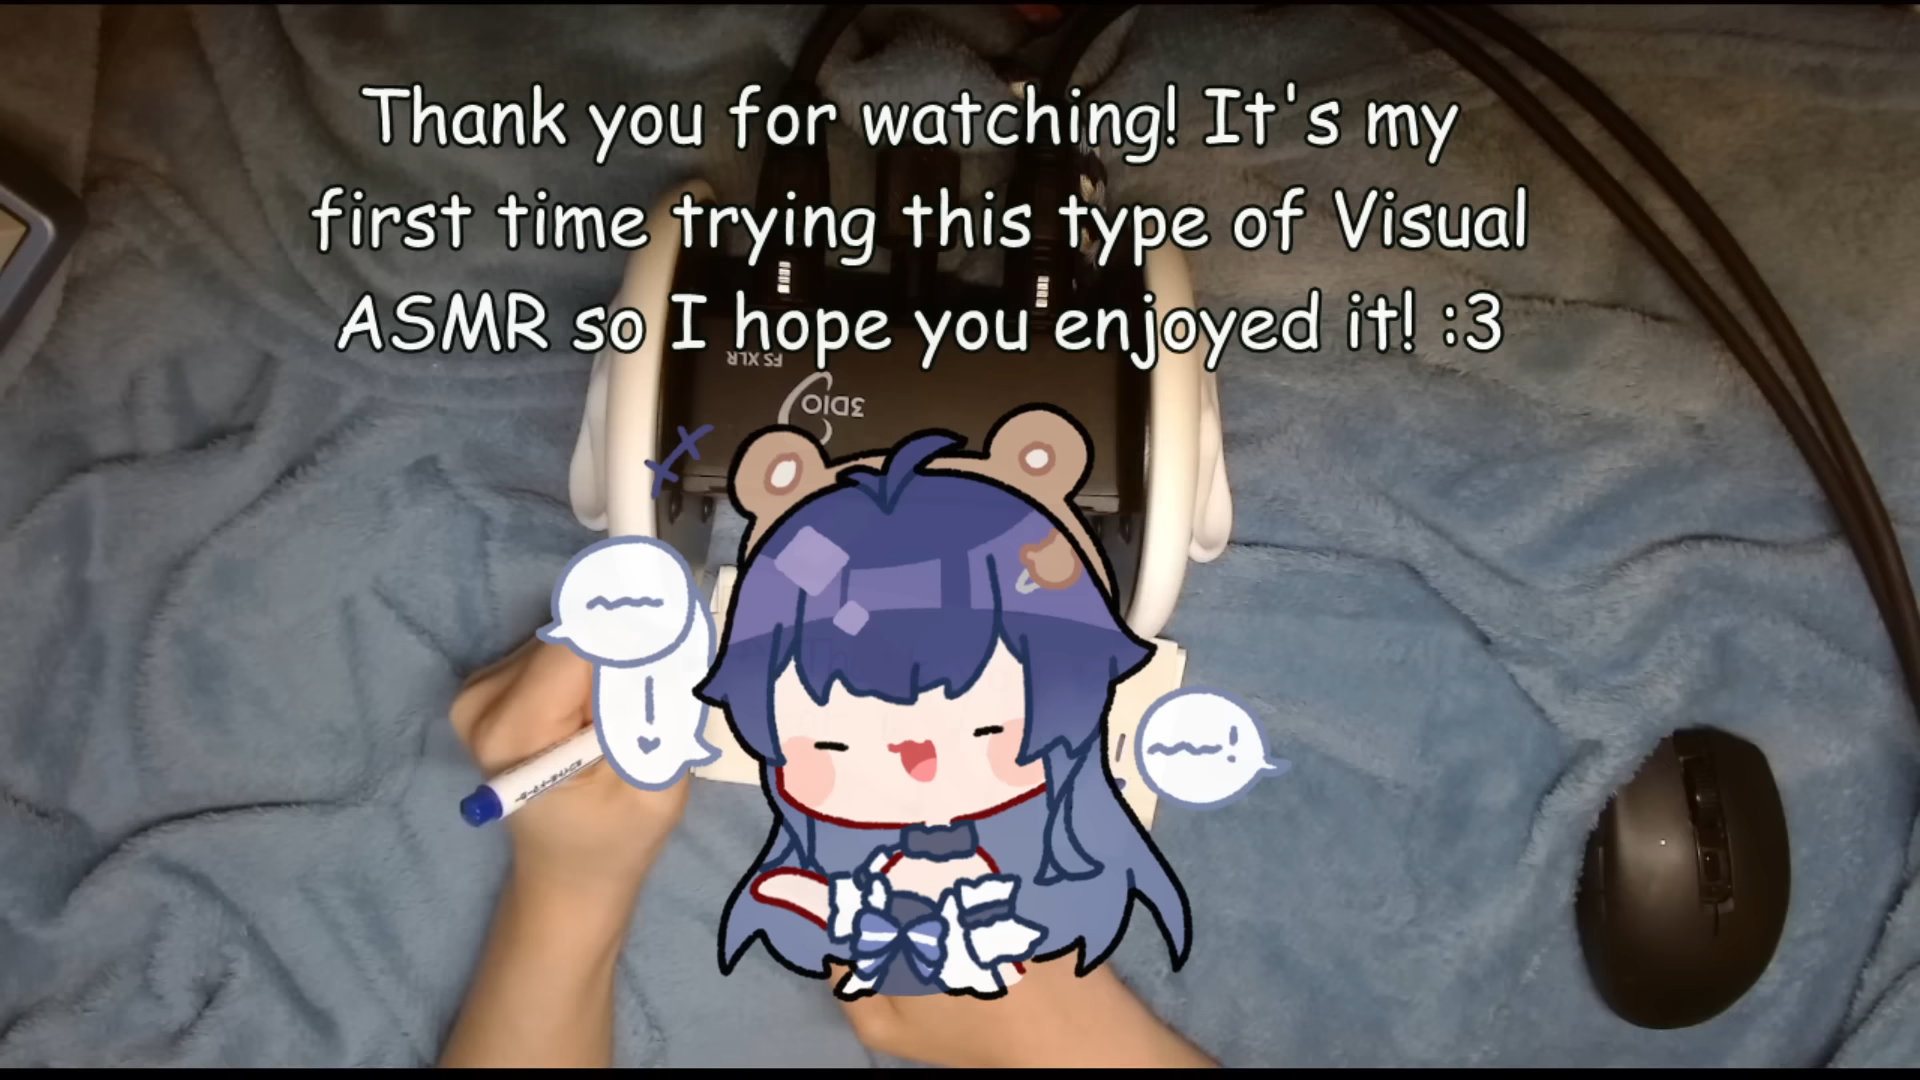 Thank you for watching! It's my
first time trying this type of Visual
ASMR so I hope you enjoyed it! :3
FS XLR
3DIO